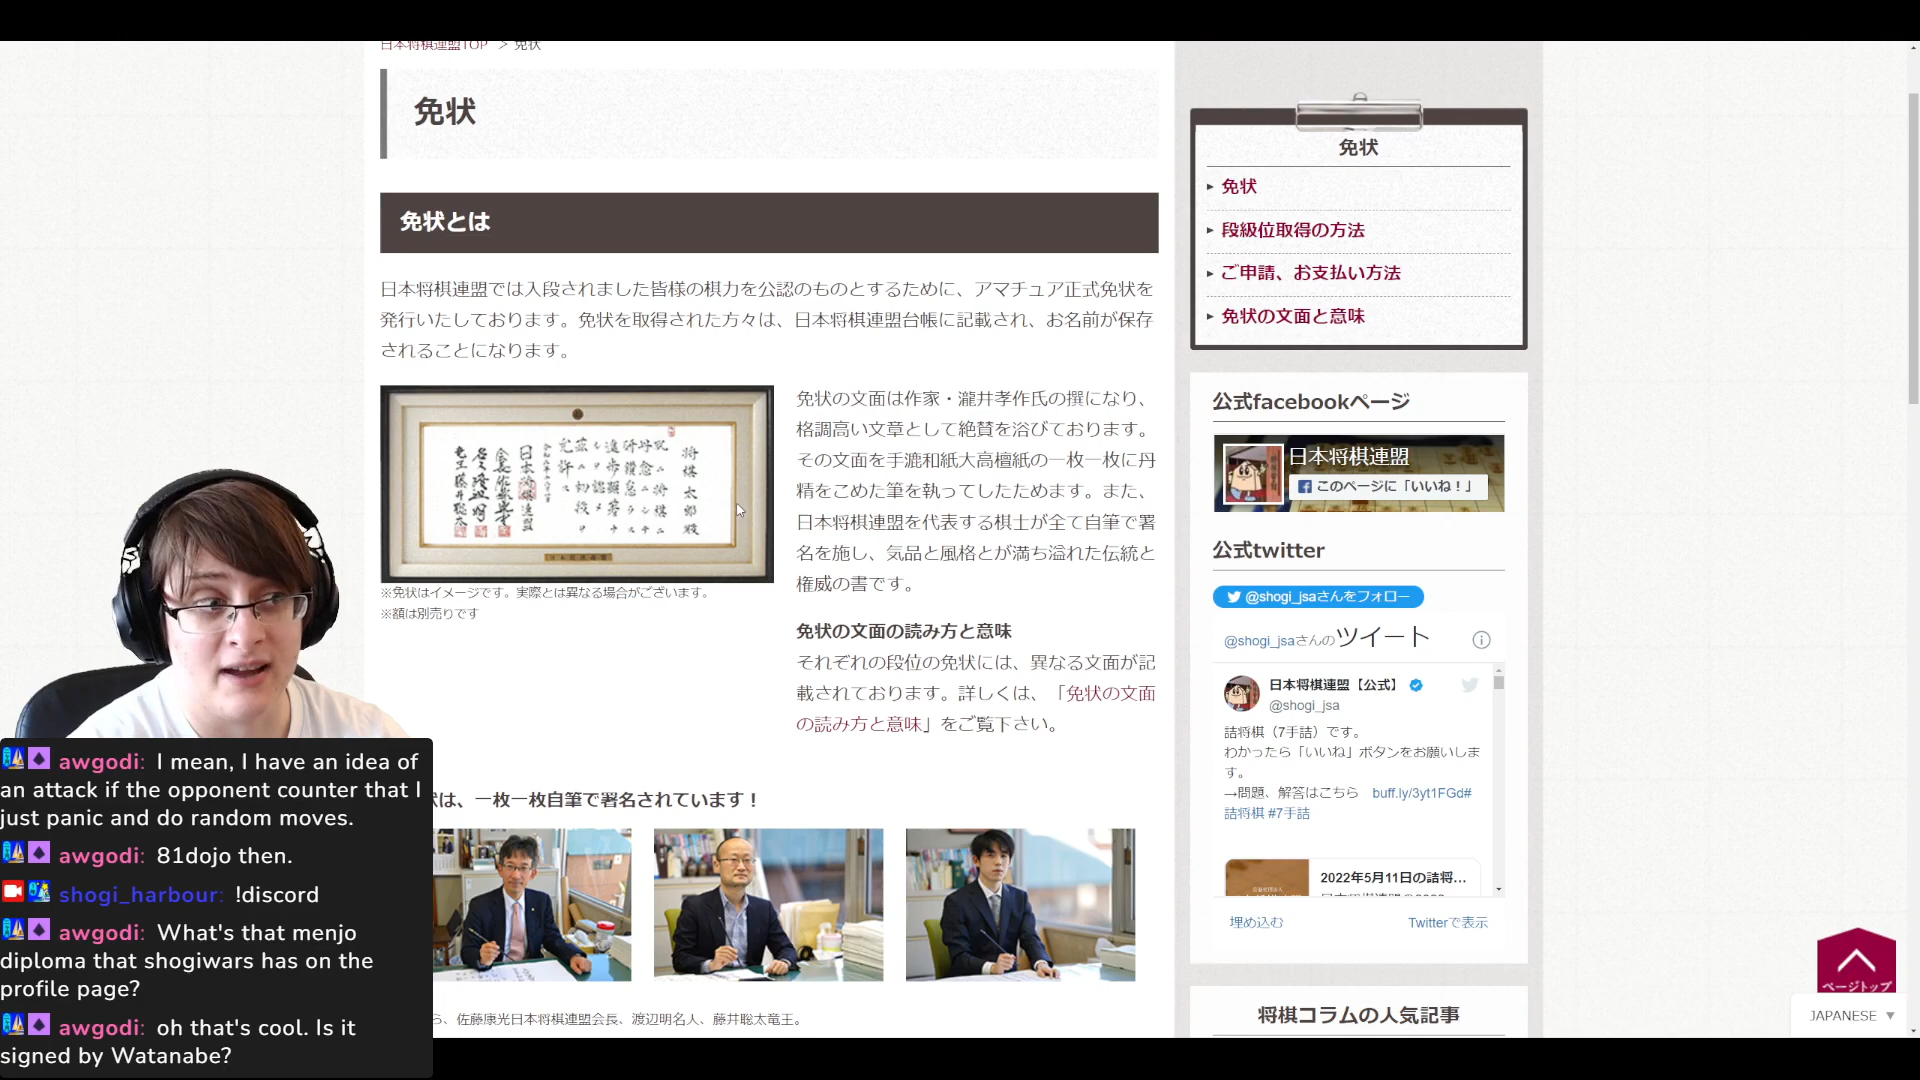 日本将棋連盟TOP > 免状
免状
免状とは
日本将棋連盟では入段されました皆様の棋力を公認のものとするために、アマチュア正式免状を
発行いたしております。免状を取得された方々は、日本将棋連盟台帳に記載され、お名前が保存
されることになります。
免状の文面は作家・瀧井孝作氏の撰になり、
格調高い文章として絶賛を浴びております。
その文面を手漉和紙大高檀紙の一枚一枚に丹
精をこめた筆を執ってしたためます。また、
日本将棋連盟を代表する棋士が全て自筆で署
名を施し、気品と風格とが満ち溢れた伝統と
権威の書です。
将棋太郎殿
日本将棋連盟
※免状はイメージです。実際とは異なる場合がございます。
※額は別売りです
免状の文面の読み方と意味
それぞれの段位の免状には、異なる文面が記
載されております。詳しくは、「免状の文面
の読み方と意味」をご覧下さい。
は、一枚一枚自筆で署名されています！
ら、佐藤康光日本将棋連盟会長、渡辺明名人、藤井聡太竜王。
免状
免状
段級位取得の方法
ご申請、お支払い方法
免状の文面と意味
公式facebookページ
日本将棋連盟
このページに「いいね！」
公式twitter
@shogi_jsaさんをフォロー
@shogi_jsaさんのツイート
日本将棋連盟【公式】
@shogi_jsa
詰将棋（7手詰）です。
わかったら「いいね」ボタンをお願いしま
す。
→問題、解答はこちら buff.ly/3yt1FGd#
詰将棋 #7手詰
2022年5月11日の詰将...
埋め込む
Twitterで表示
将棋コラムの人気記事
ページトップ
JAPANESE ▼
awgodi: I mean, I have an idea of
an attack if the opponent counter that I
just panic and do random moves.
awgodi: 81dojo then.
shogi_harbour: !discord
awgodi: What's that menjo
diploma that shogiwars has on the
profile page?
awgodi: oh that's cool. Is it
signed by Watanabe?